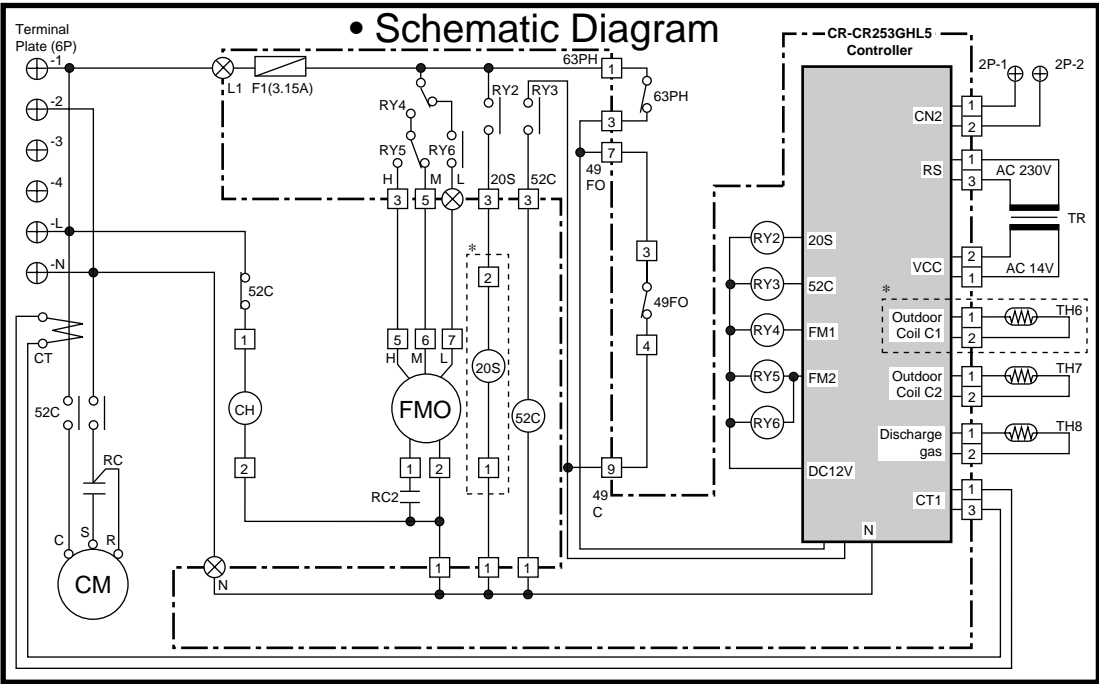 • Schematic Diagram
Terminal
Plate (6P)
-1
-2
-3
-4
-L
-N
L1 F1(3.15A)
63PH
1
63PH
3
7
49
FO
3
49FO
4
9
49
C
RY4
RY5
RY6
RY2
RY3
H
M
L
20S
52C
3
5
3
3
*
2
20S
1
52C
5
6
7
H
M
L
FMO
1
2
RC2
1
1
1
52C
1
CH
2
CT
52C
RC
C
S
R
CM
N
CR-CR253GHL5
Controller
2P-1
2P-2
CN2
1
2
RS
1
3
AC 230V
TR
VCC
2
1
AC 14V
*
Outdoor
Coil C1
1
2
TH6
Outdoor
Coil C2
1
2
TH7
Discharge
gas
1
2
TH8
CT1
1
3
N
RY2
20S
RY3
52C
RY4
FM1
RY5
FM2
RY6
DC12V